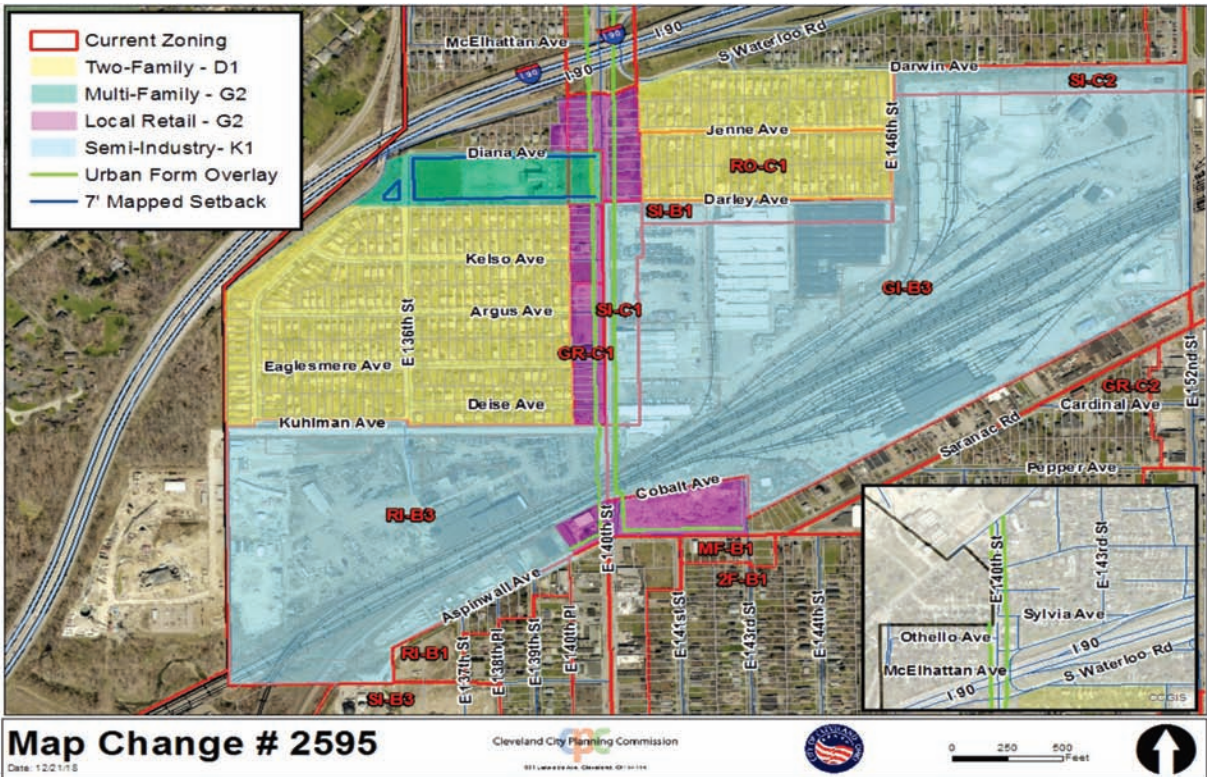 Current Zoning
Two-Family - D1
Multi-Family - G2
Local Retail - G2
Semi-Industry- K1
Urban Form Overlay
7' Mapped Setback
McElhattan Ave
I-90
I-90
90
90
S Waterloo Rd
Darwin Ave
SI-C2
Jenne Ave
E 146th St
Diana Ave
RO-C1
Darley Ave
SI-B1
Kelso Ave
E 136th St
Argus Ave
SI-C1
GI-B3
GR-C1
Eaglesmere Ave
Deise Ave
Kuhlman Ave
E 152nd St
GR-C2
Cardinal Ave
Saranac Rd
Pepper Ave
Cobalt Ave
RI-B3
E 140th St
MF-B1
2F-B1
Aspinwall Ave
RI-B1
SI-B3
E 137th St
E 138th Pl
E 139th St
E 140th Pl
E 141st St
E 143rd St
E 144th St
E 140th St
E 143rd St
Sylvia Ave
Othello Ave
McElhattan Ave
I-90
S Waterloo Rd
I-90
CCGIS
Map Change # 2595
Date: 12/21/18
Cleveland City Planning Commission
cpc
0 250 500
Feet